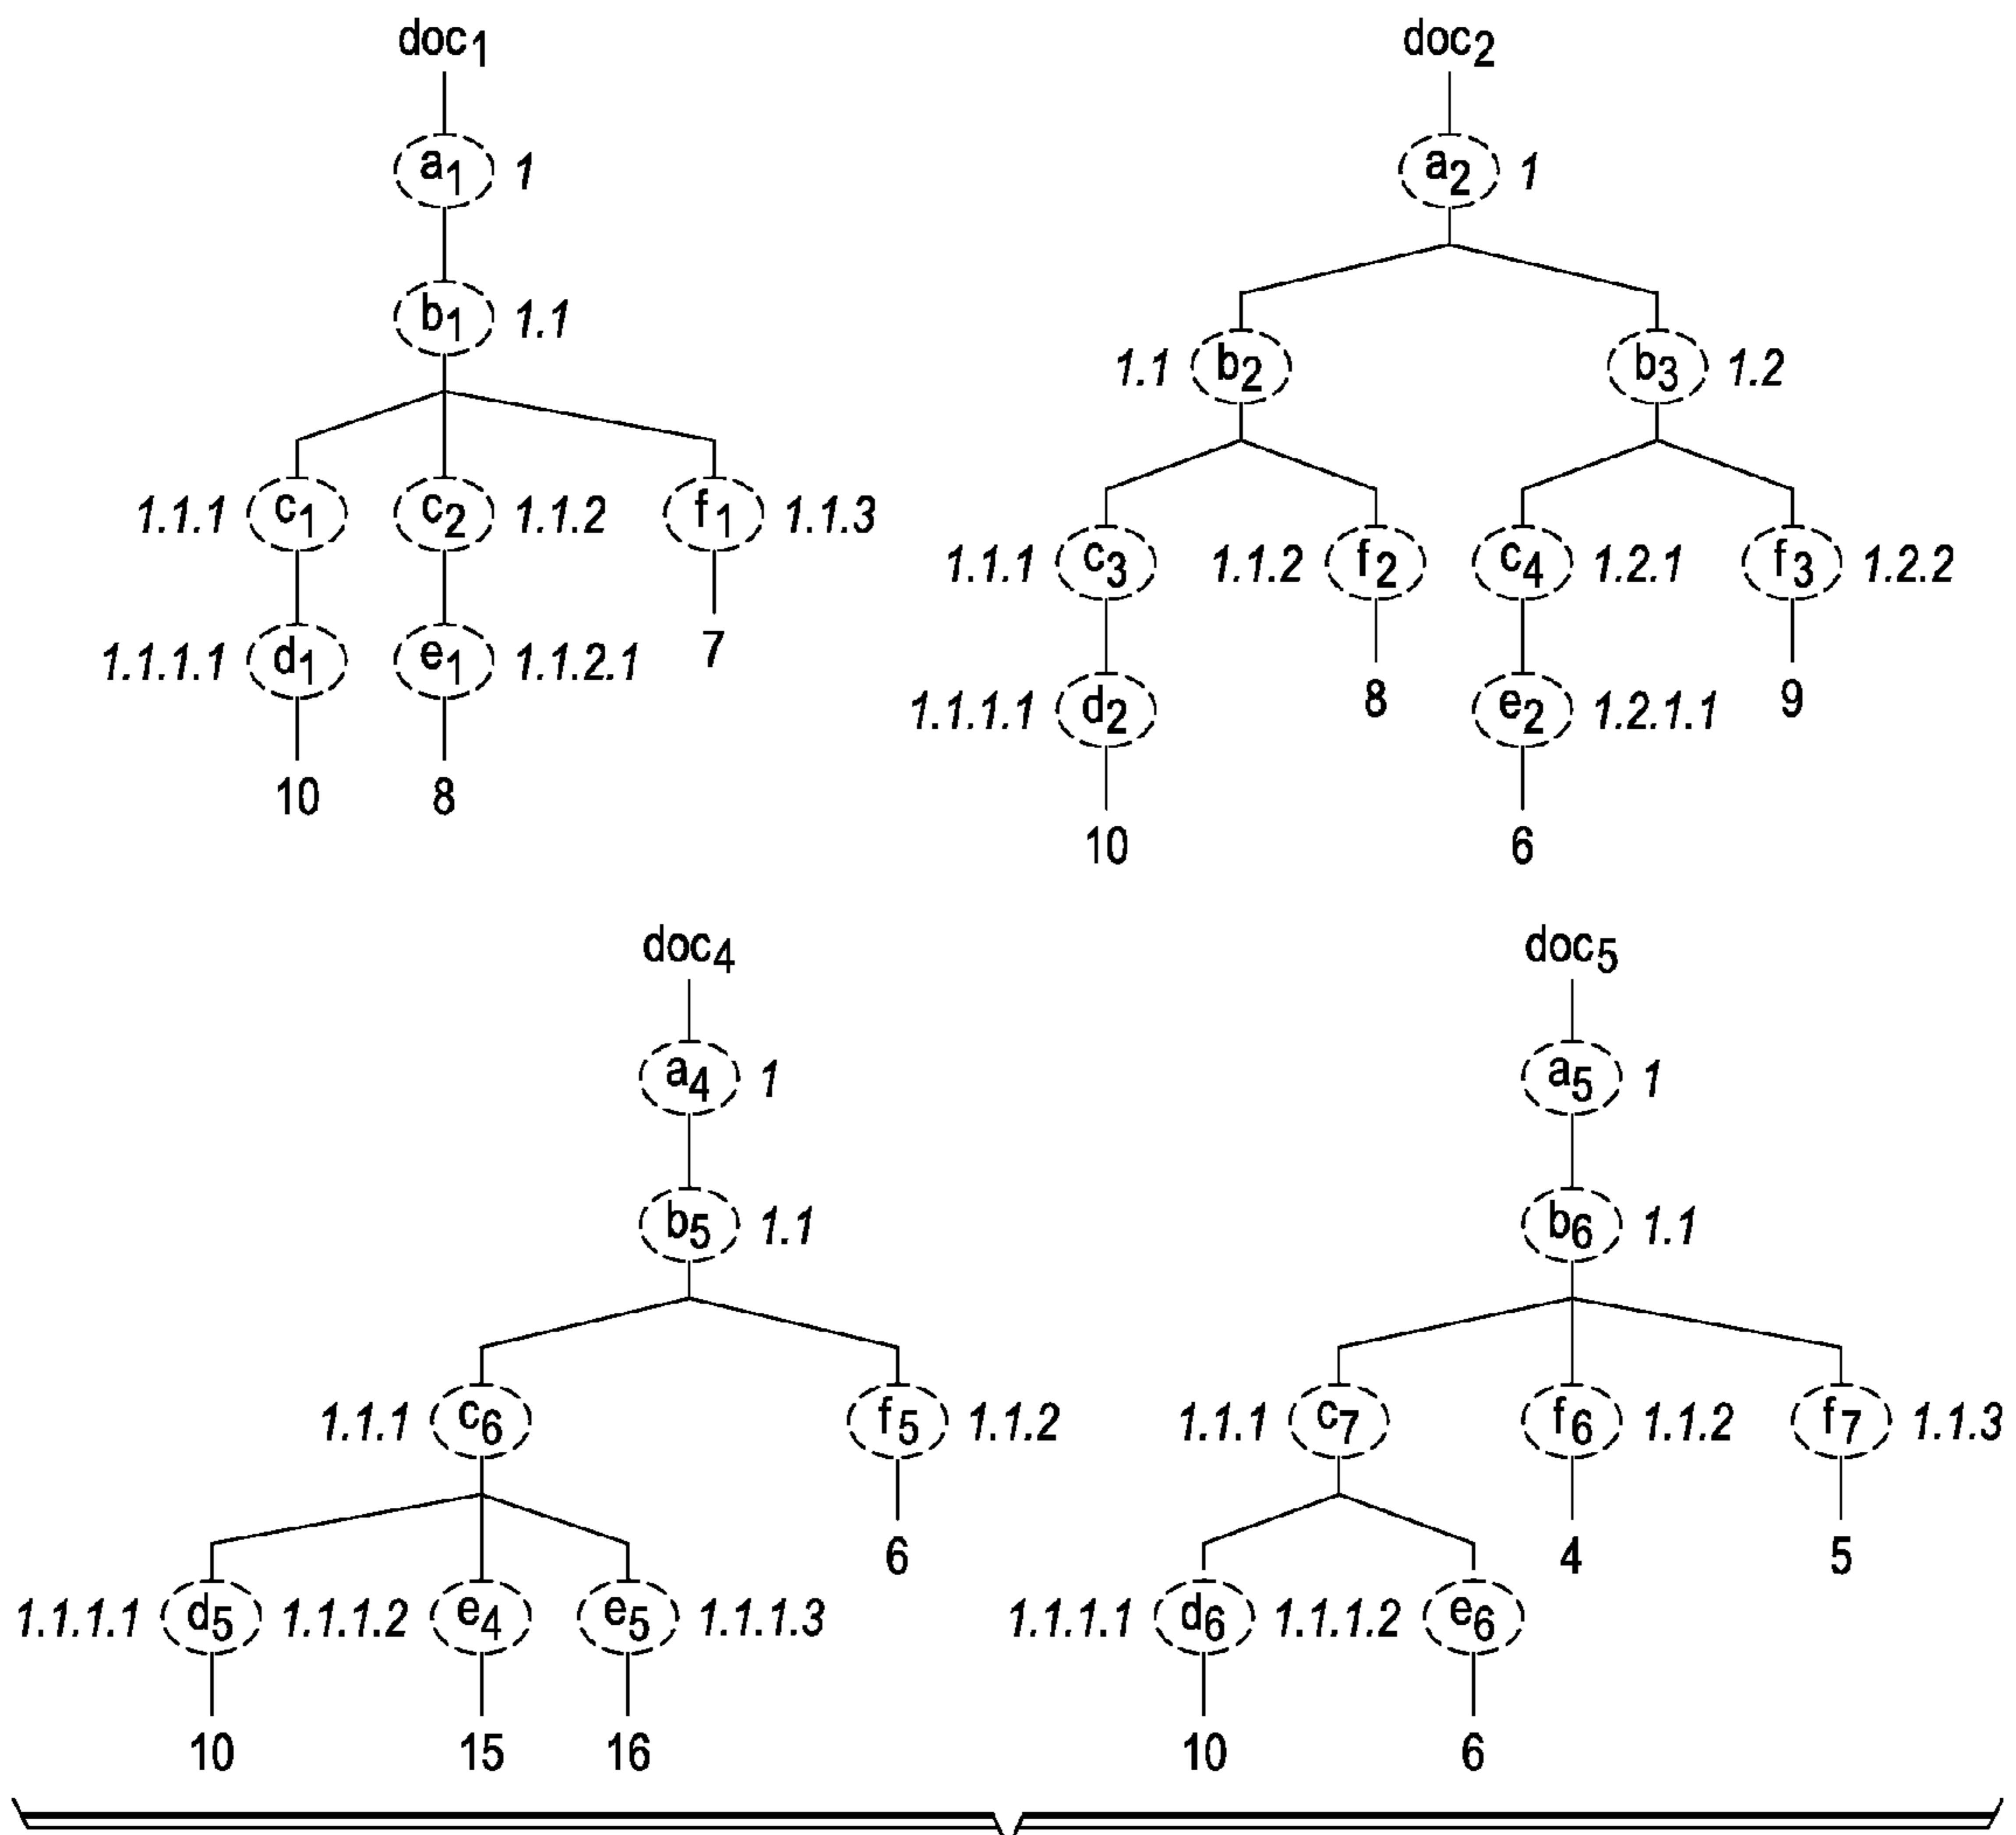 doc1 doc2
a1 1 a2 1
b1 1.1
1.1 b2 b3 1.2
1.1.1 c1 c2 1.1.2 f1 1.1.3
1.1.1 c3 1.1.2 f2 c4 1.2.1 f3 1.2.2
7
1.1.1.1 d1 e1 1.1.2.1
8 9
1.1.1.1 d2 e2 1.2.1.1
10 8
10 6
doc4 doc5
a4 1 a5 1
b5 1.1 b6 1.1
1.1.1 c6 f5 1.1.2 1.1.1 c7 f6 1.1.2 f7 1.1.3
6 4 5
1.1.1.1 d5 1.1.1.2 e4 e5 1.1.1.3 1.1.1.1 d6 1.1.1.2 e6
10 15 16 10 6